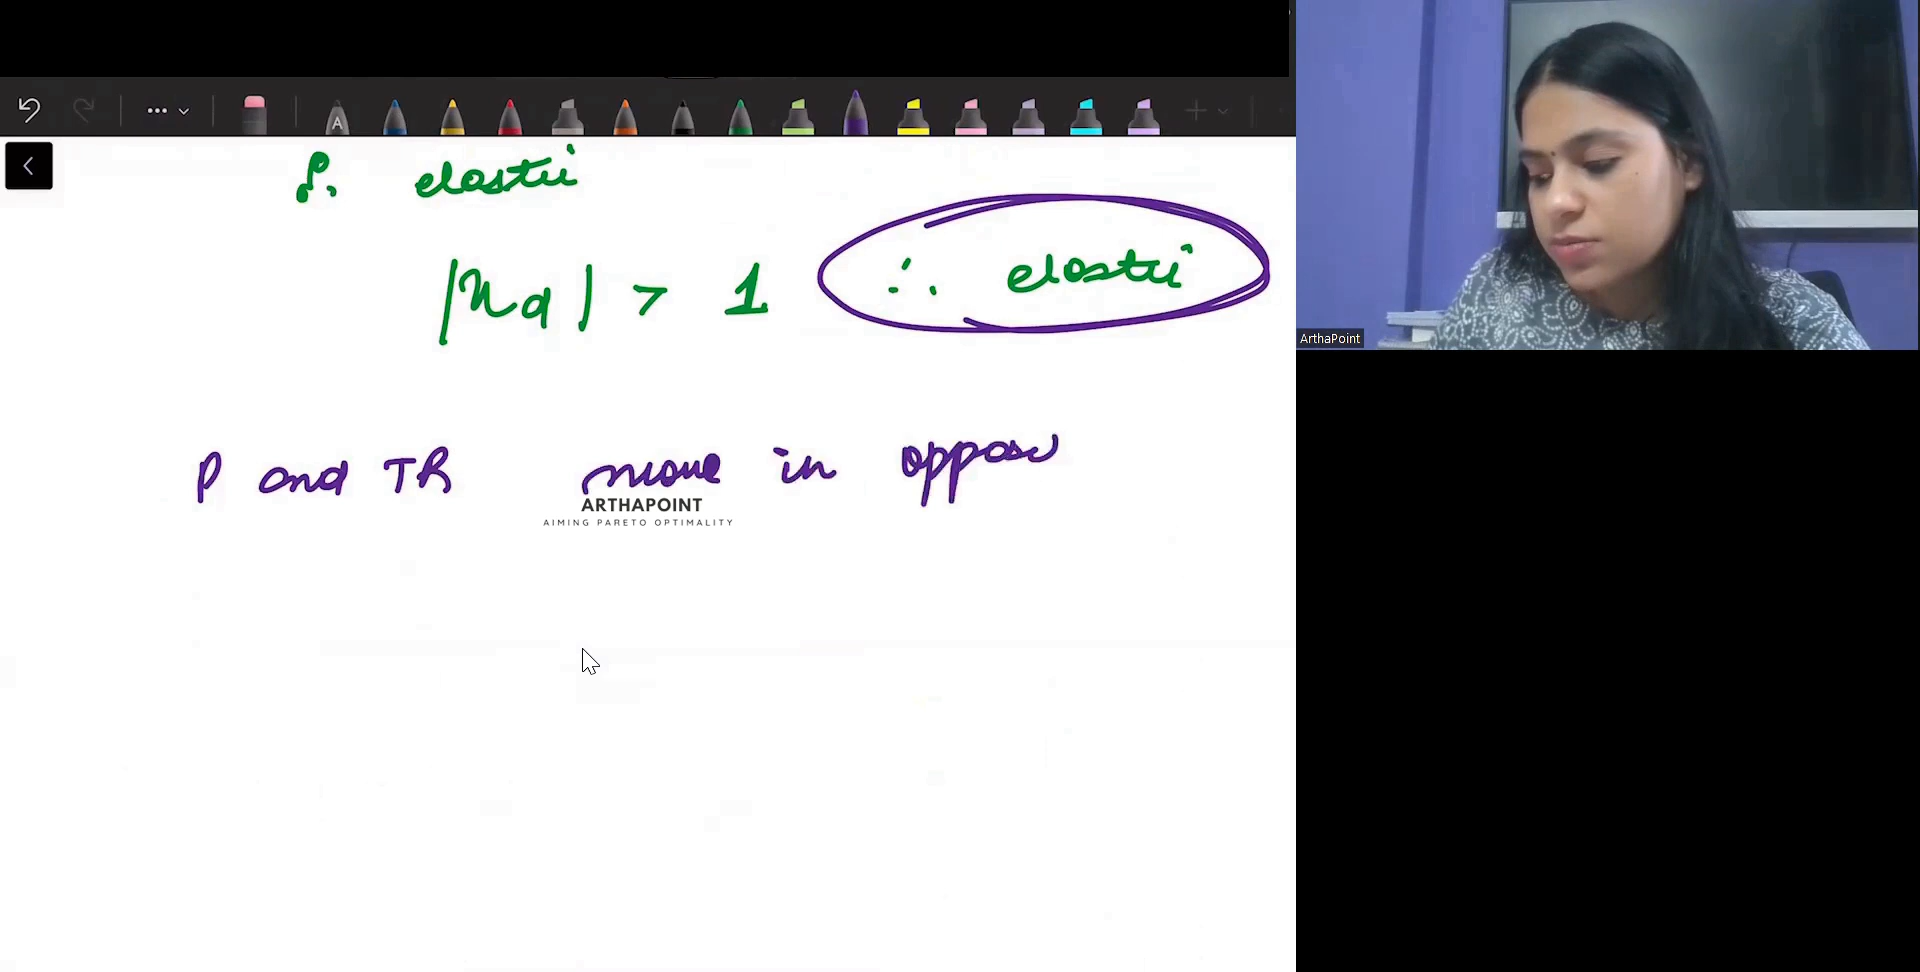 A
P. elastic
|ηd| > 1 ∴ elastic
P and TR move in oppos
ARTHAPOINT
AIMING PARETO OPTIMALITY
ArthaPoint